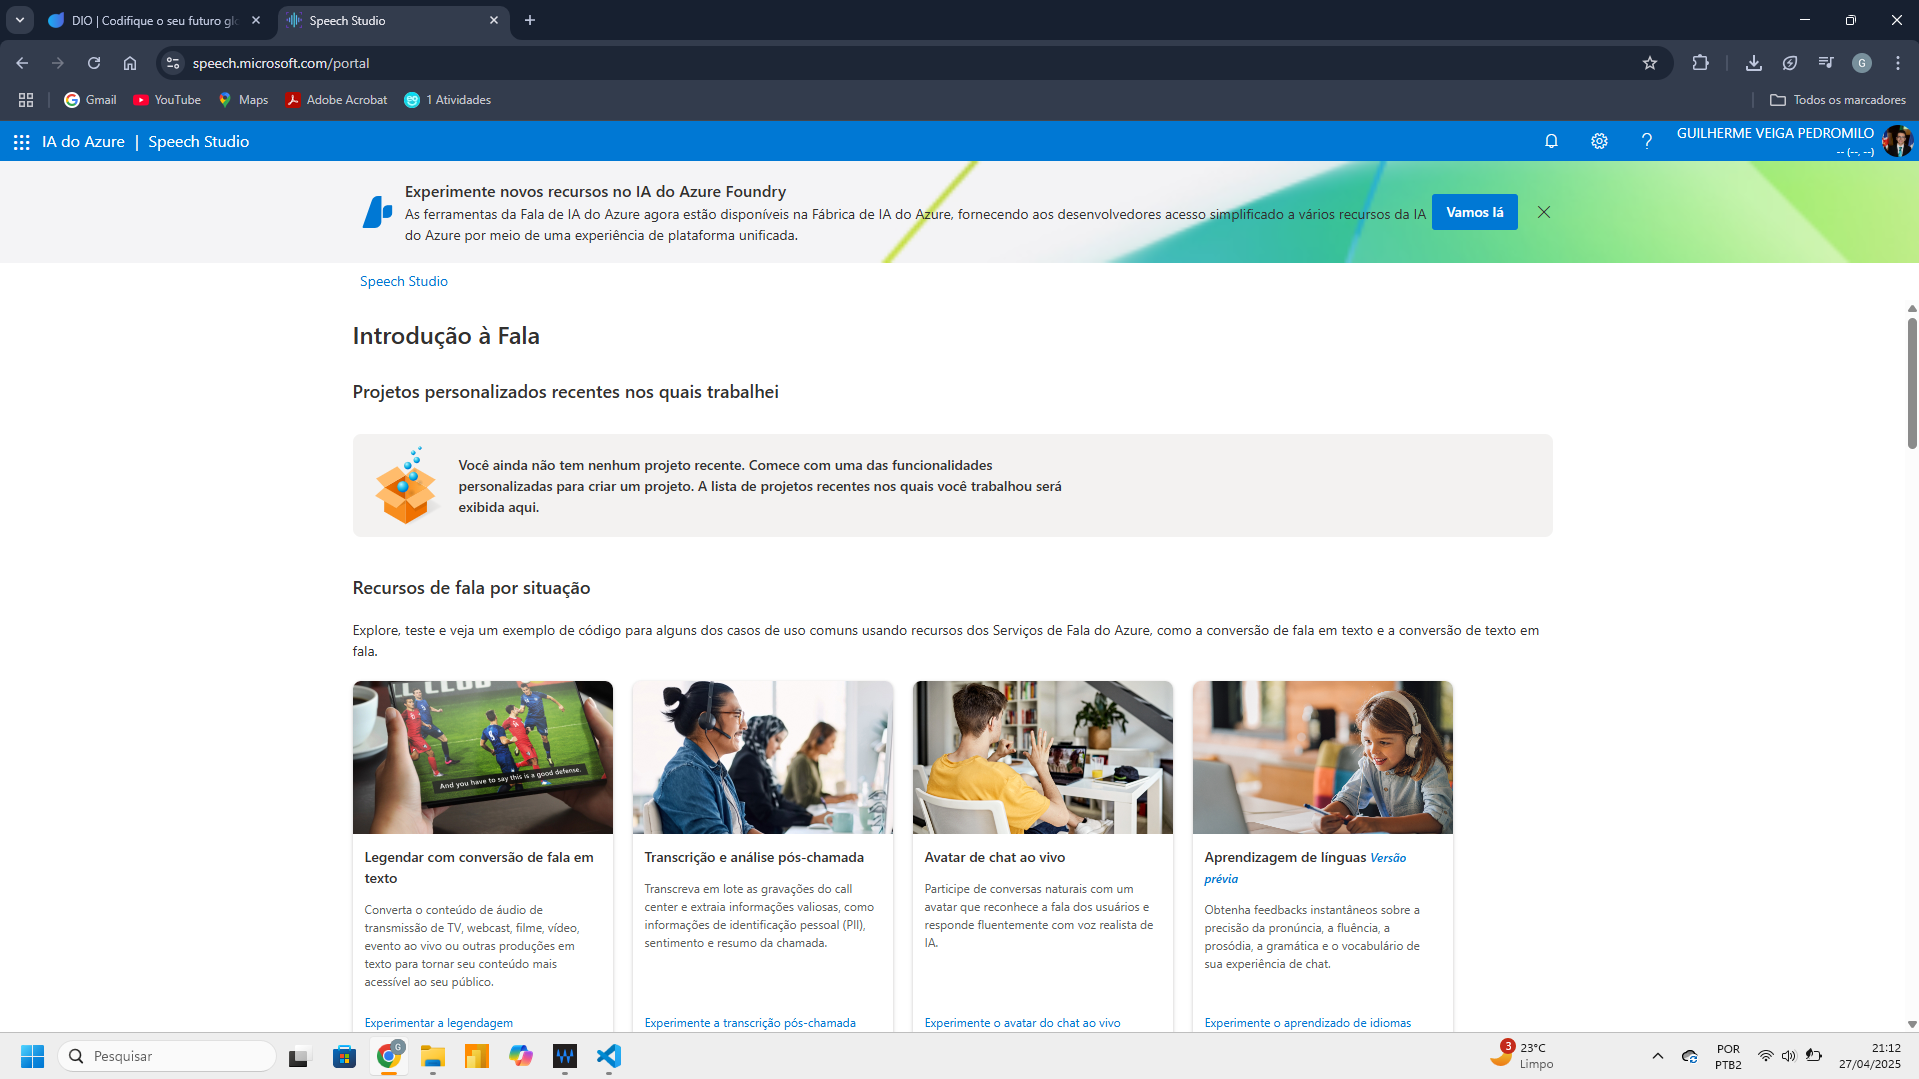 DIO | Codifique o seu futuro glo
Speech Studio
speech.microsoft.com/portal
G
Gmail
YouTube
Maps
Adobe Acrobat
1 Atividades
Todos os marcadores
IA do Azure | Speech Studio
GUILHERME VEIGA PEDROMILO
-- (--, --)
Experimente novos recursos no IA do Azure Foundry
As ferramentas da Fala de IA do Azure agora estão disponíveis na Fábrica de IA do Azure, fornecendo aos desenvolvedores acesso simplificado a vários recursos da IA
do Azure por meio de uma experiência de plataforma unificada.
Vamos lá
Speech Studio
Introdução à Fala
Projetos personalizados recentes nos quais trabalhei
Você ainda não tem nenhum projeto recente. Comece com uma das funcionalidades
personalizadas para criar um projeto. A lista de projetos recentes nos quais você trabalhou será
exibida aqui.
Recursos de fala por situação
Explore, teste e veja um exemplo de código para alguns dos casos de uso comuns usando recursos dos Serviços de Fala do Azure, como a conversão de fala em texto e a conversão de texto em
fala.
And you have to say this is a good defense.
Legendar com conversão de fala em
texto
Converta o conteúdo de áudio de
transmissão de TV, webcast, filme, vídeo,
evento ao vivo ou outras produções em
texto para tornar seu conteúdo mais
acessível ao seu público.
Experimentar a legendagem
Transcrição e análise pós-chamada
Transcreva em lote as gravações do call
center e extraia informações valiosas, como
informações de identificação pessoal (PII),
sentimento e resumo da chamada.
Experimente a transcrição pós-chamada
Avatar de chat ao vivo
Participe de conversas naturais com um
avatar que reconhece a fala dos usuários e
responde fluentemente com voz realista de
IA.
Experimente o avatar do chat ao vivo
Aprendizagem de línguas Versão
prévia
Obtenha feedbacks instantâneos sobre a
precisão da pronúncia, a fluência, a
prosódia, a gramática e o vocabulário de
sua experiência de chat.
Experimente o aprendizado de idiomas
Pesquisar
G
3
23°C
Limpo
POR
PTB2
21:12
27/04/2025